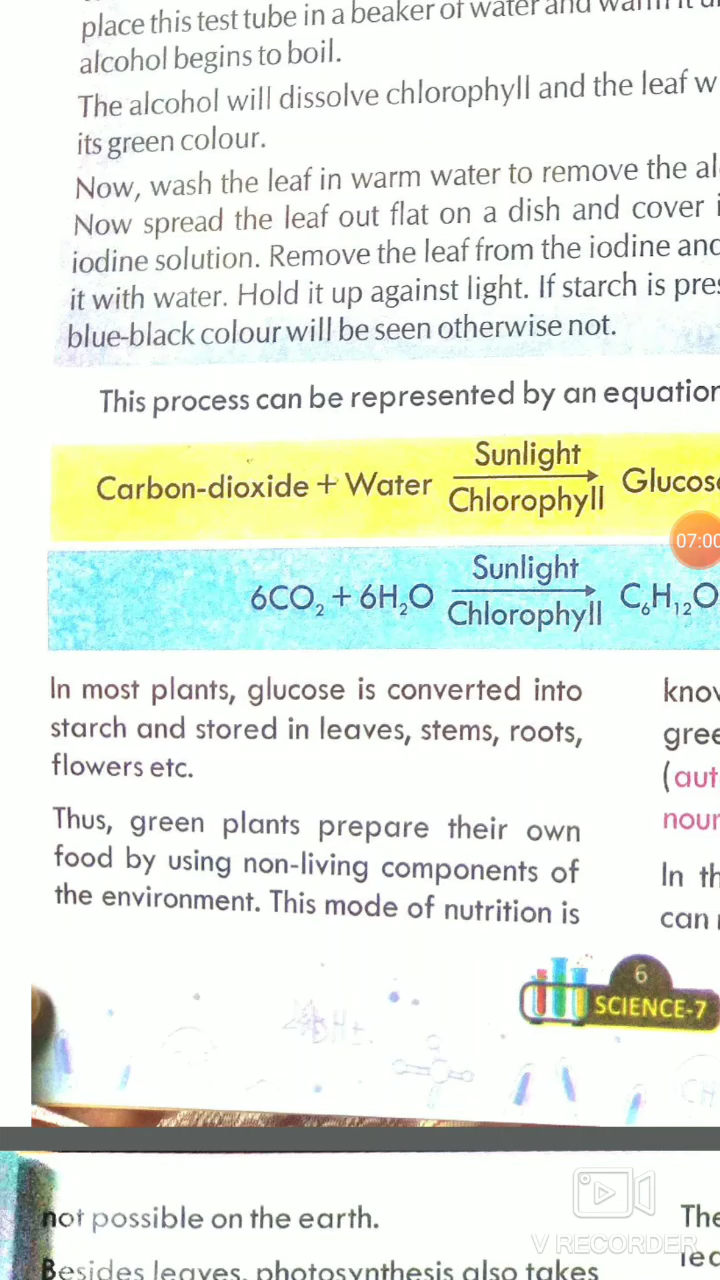 place this test tube in a beaker of water and warm it
alcohol begins to boil.
The alcohol will dissolve chlorophyll and the leaf w
its green colour.
Now, wash the leaf in warm water to remove the al
Now spread the leaf out flat on a dish and cover i
iodine solution. Remove the leaf from the iodine and
it with water. Hold it up against light. If starch is pres
blue-black colour will be seen otherwise not.
This process can be represented by an equation
Sunlight
Carbon-dioxide + Water Glucose
Chlorophyll
07:00
Sunlight
6CO₂ + 6H₂O C₆H₁₂O
Chlorophyll
In most plants, glucose is converted into
starch and stored in leaves, stems, roots,
flowers etc.
Thus, green plants prepare their own
food by using non-living components of
the environment. This mode of nutrition is
know
gree
(aut
nour
In th
can
6
SCIENCE-7
not possible on the earth.
Besides leaves, photosynthesis also takes
The
lea
V RECORDER